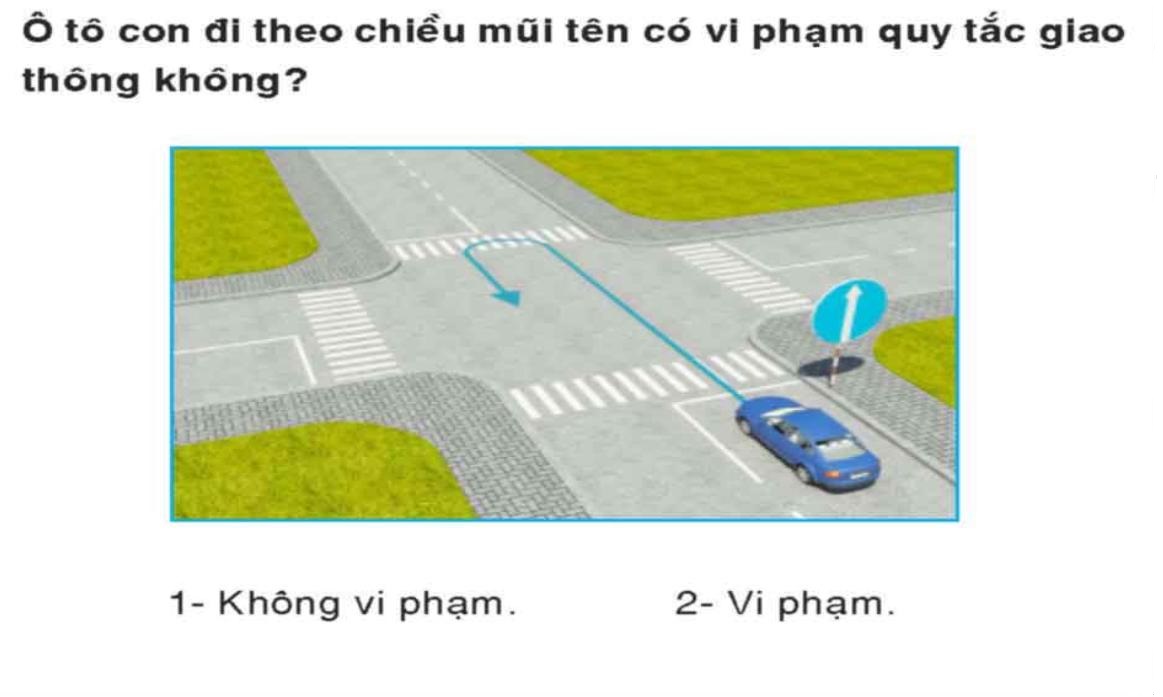 Ô tô con đi theo chiều mũi tên có vi phạm quy tắc giao
thông không?
1- Không vi phạm.
2- Vi phạm.